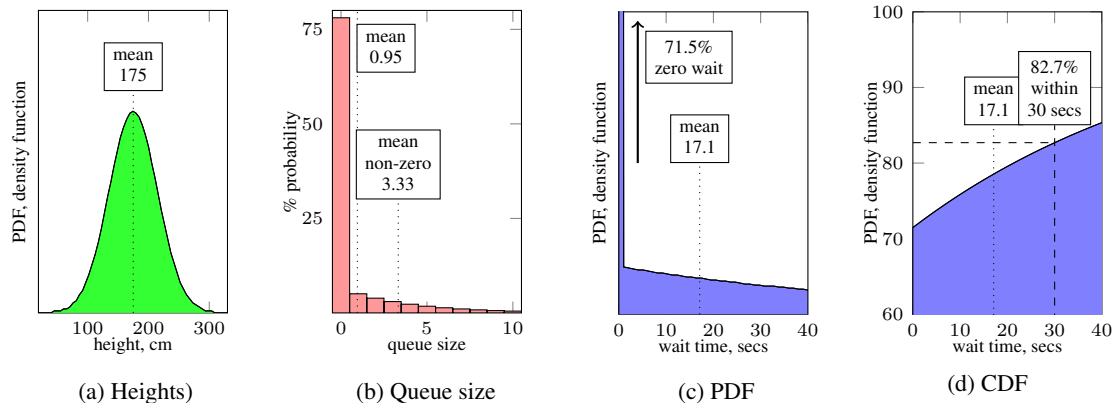 PDF, density function
mean
175
100
200
300
height, cm
(a) Heights)
% probability
75
50
25
mean
0.95
mean
non-zero
3.33
0
5
10
queue size
(b) Queue size
PDF, density function
71.5%
zero wait
mean
17.1
0
10
20
30
40
wait time, secs
(c) PDF
PDF, density function
100
90
80
70
60
mean
17.1
82.7%
within
30 secs
0
10
20
30
40
wait time, secs
(d) CDF